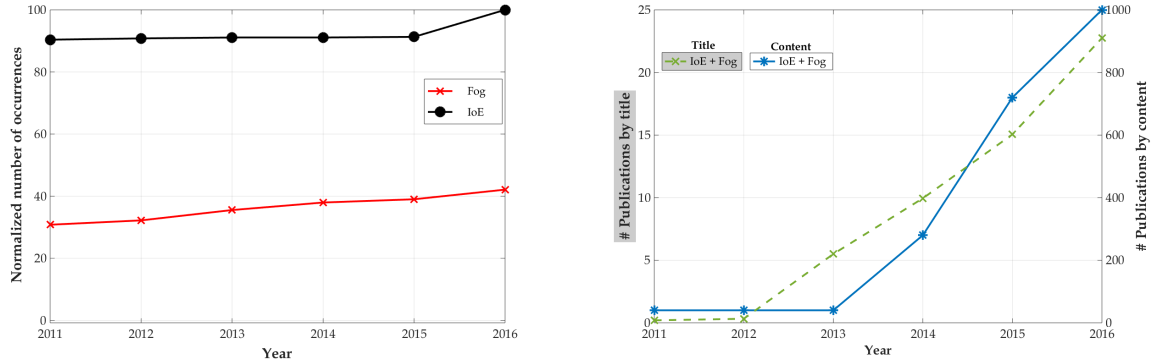 100
80
60
40
20
0
Normalized number of occurrences
Fog
IoE
2011 2012 2013 2014 2015 2016
Year
25
20
15
10
5
0
# Publications by title
Title Content
IoE + Fog IoE + Fog
1000
800
600
400
200
0
# Publications by content
2011 2012 2013 2014 2015 2016
Year